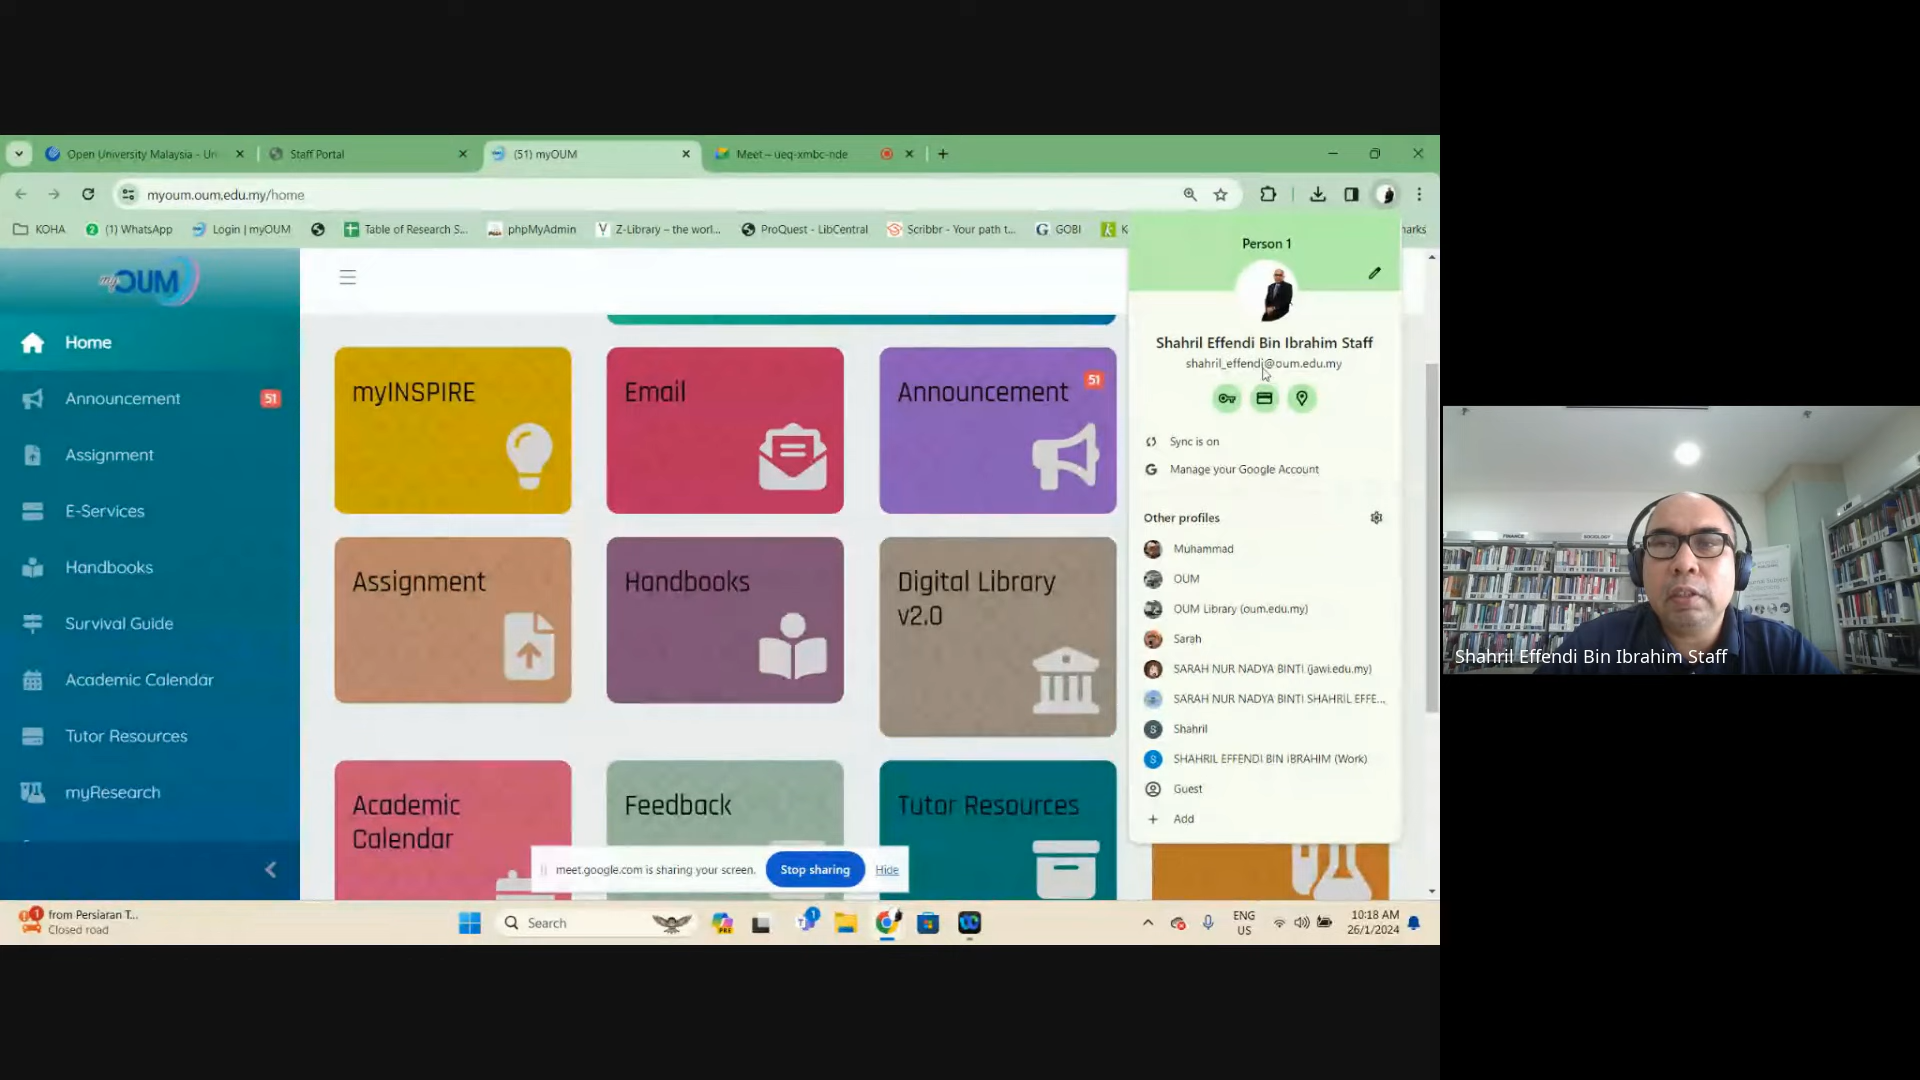 Open University Malaysia - Un
Staff Portal
(51) myOUM
Meet – ueq-xmbc-nde
myoum.oum.edu.my/home
KOHA
(1) WhatsApp
Login | myOUM
Table of Research S...
phpMyAdmin
Z-Library – the worl...
ProQuest - LibCentral
Scribbr - Your path t...
GOBI
K
arks
myOUM
Home
Announcement
51
Assignment
E-Services
Handbooks
Survival Guide
Academic Calendar
Tutor Resources
myResearch
myINSPIRE
Email
Announcement
51
Assignment
Handbooks
Digital Library
v2.0
Academic
Calendar
Feedback
Tutor Resources
Person 1
Shahril Effendi Bin Ibrahim Staff
shahril_effendi@oum.edu.my
Sync is on
Manage your Google Account
Other profiles
Muhammad
OUM
OUM Library (oum.edu.my)
Sarah
SARAH NUR NADYA BINTI (jawi.edu.my)
SARAH NUR NADYA BINTI SHAHRIL EFFE...
S
Shahril
S
SHAHRIL EFFENDI BIN IBRAHIM (Work)
Guest
Add
meet.google.com is sharing your screen.
Stop sharing
Hide
from Persiaran T...
Closed road
Search
ENG
US
10:18 AM
26/1/2024
FINANCE
SOCIOLOGY
Shahril Effendi Bin Ibrahim Staff